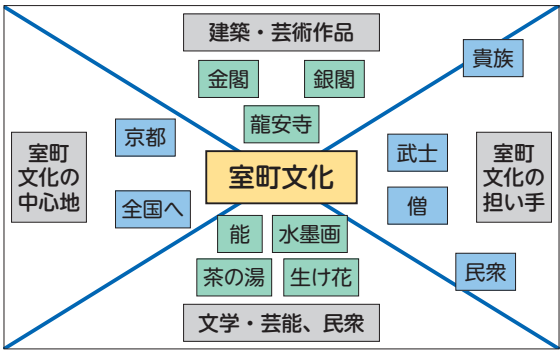 建築・芸術作品
貴族
金閣
銀閣
龍安寺
京都
武士
室町
文化の
中心地
室町文化
室町
文化の
担い手
全国へ
僧
能
水墨画
茶の湯
生け花
民衆
文学・芸能、民衆